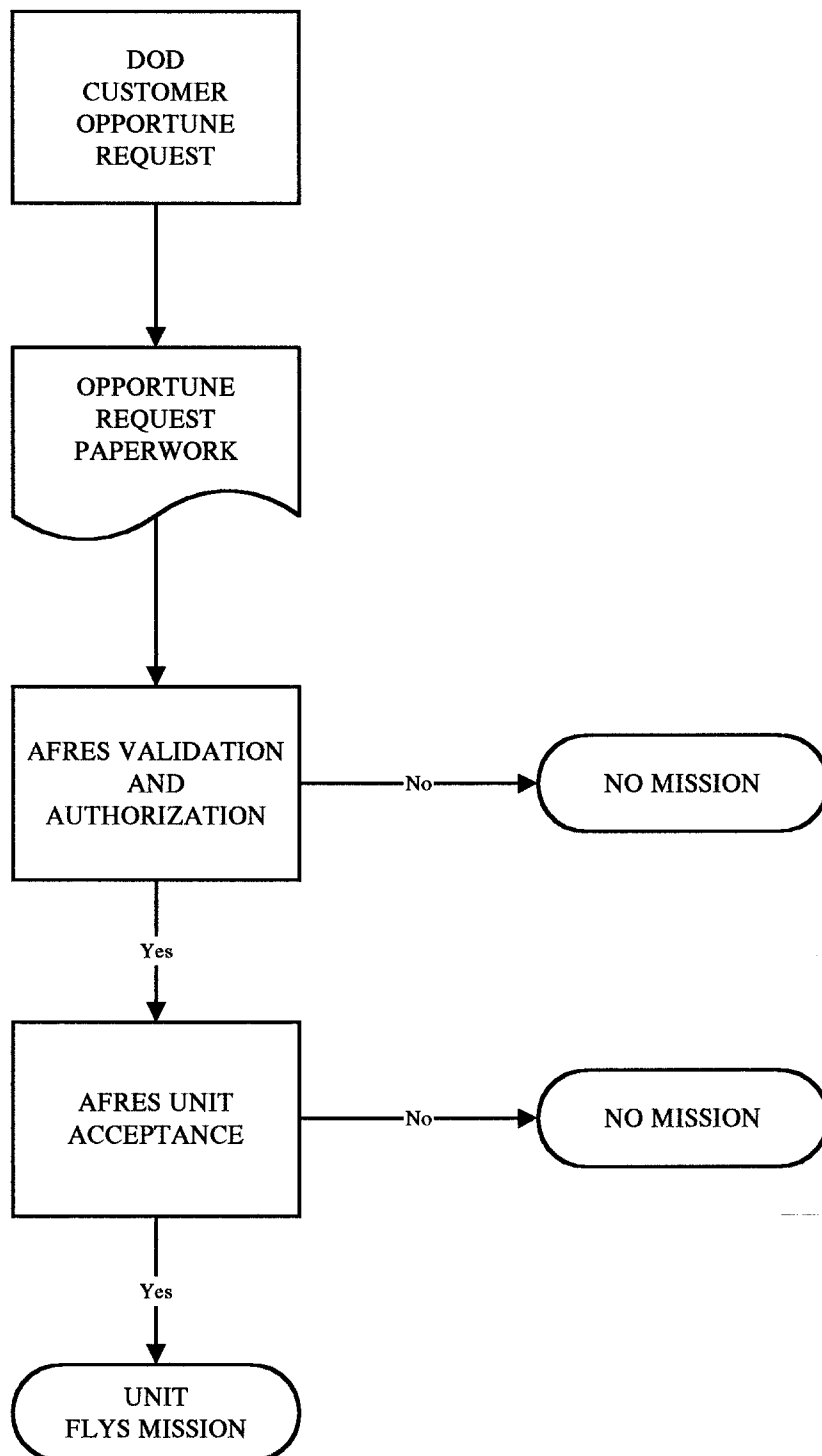 DOD
CUSTOMER
OPPORTUNE
REQUEST
OPPORTUNE
REQUEST
PAPERWORK
AFRES VALIDATION
AND
AUTHORIZATION
No
NO MISSION
Yes
AFRES UNIT
ACCEPTANCE
No
NO MISSION
Yes
UNIT
FLYS MISSION